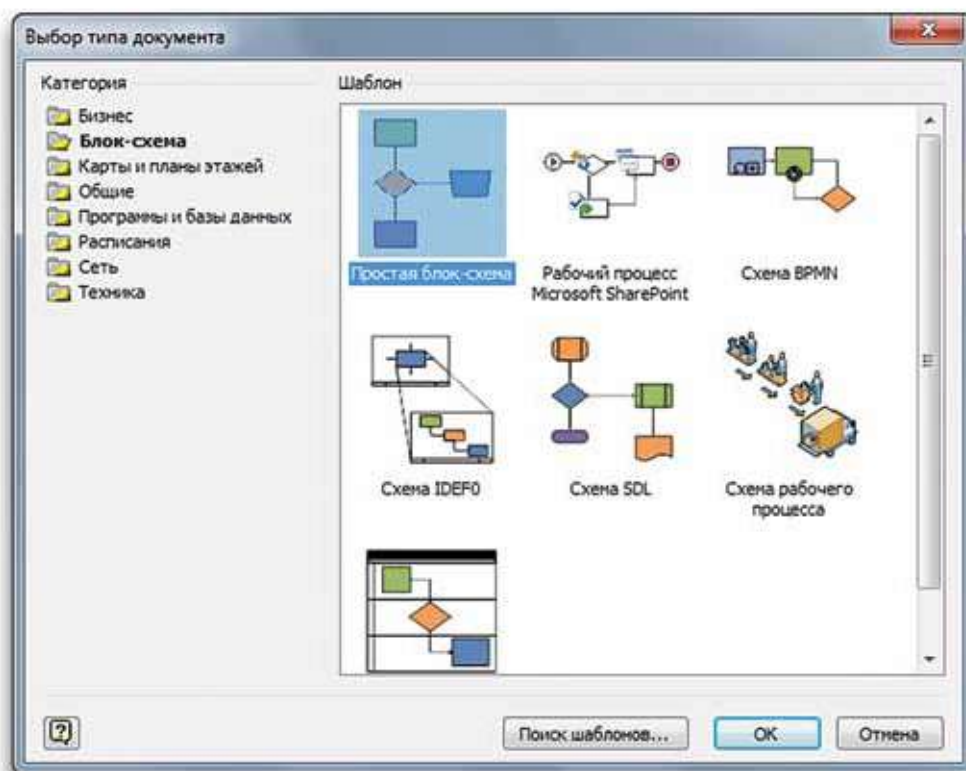 Выбор типа документа
Категория
Бизнес
Блок-схема
Карты и планы этажей
Общие
Программы и базы данных
Расписания
Сеть
Техника
Шаблон
Простая блок-схема
Рабочий процесс
Microsoft SharePoint
Схема BPMN
Схема IDEF0
Схема SDL
Схема рабочего
процесса
Поиск шаблонов...
OK
Отмена